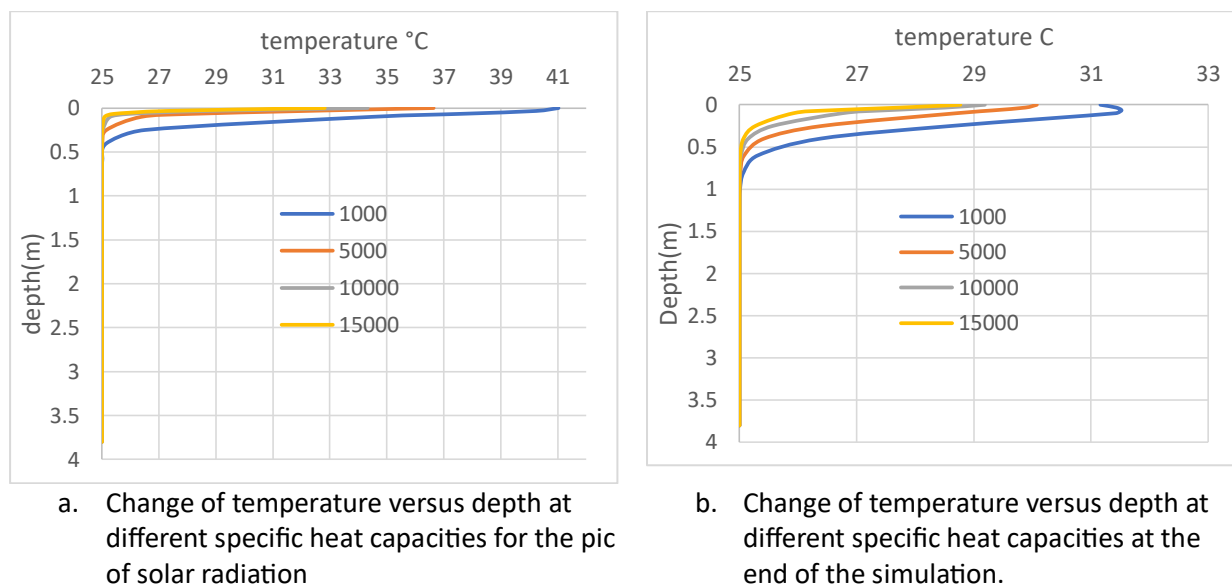 temperature °C
25 27 29 31 33 35 37 39 41
0
0.5
1
1.5
2
2.5
3
3.5
4
depth(m)
1000
5000
10000
15000
a. Change of temperature versus depth at
different specific heat capacities for the pic
of solar radiation
temperature C
25 27 29 31 33
0
0.5
1
1.5
2
2.5
3
3.5
4
Depth(m)
1000
5000
10000
15000
b. Change of temperature versus depth at
different specific heat capacities at the
end of the simulation.